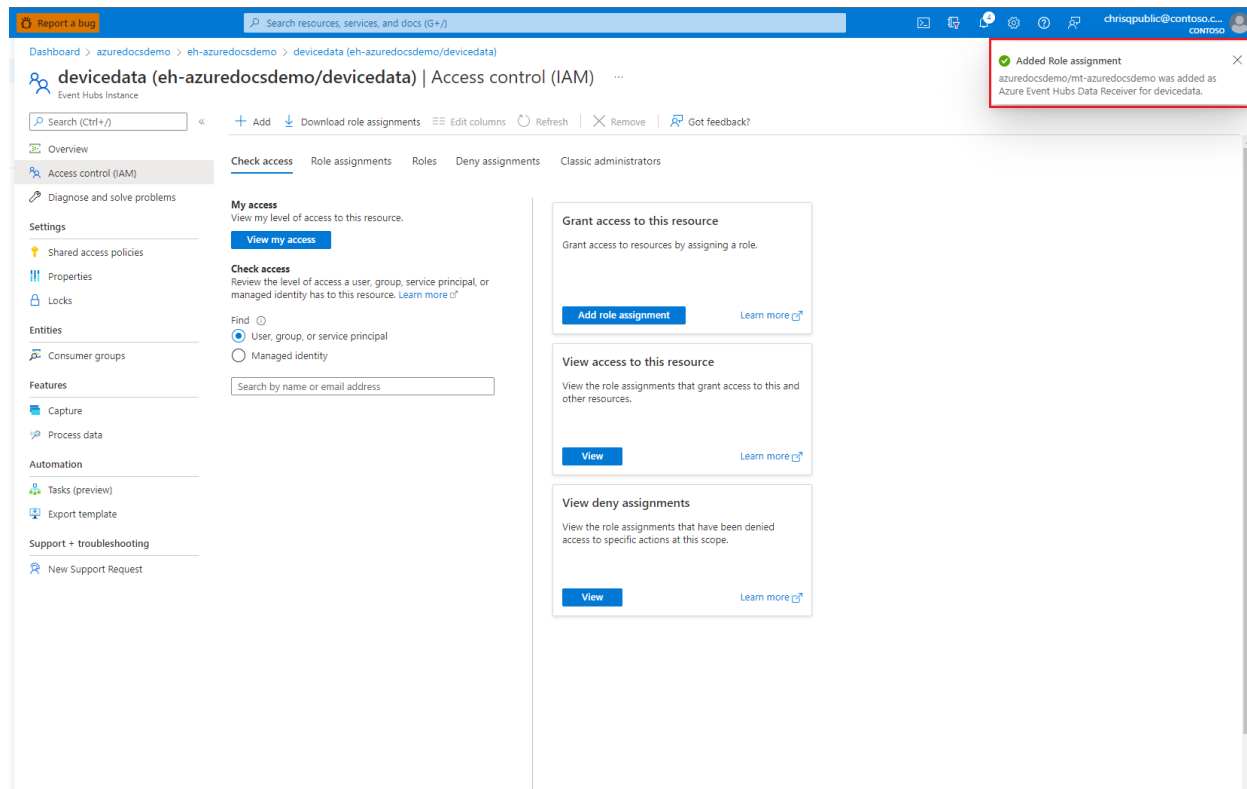 Report a bug
Search resources, services, and docs (G+/)
4
chrisqpublic@contoso.c...
CONTOSO
Dashboard > azuredocsdemo > eh-azuredocsdemo > devicedata (eh-azuredocsdemo/devicedata)
devicedata (eh-azuredocsdemo/devicedata) | Access control (IAM) ...
Event Hubs Instance
Added Role assignment
azuredocsdemo/mt-azuredocsdemo was added as
Azure Event Hubs Data Receiver for devicedata.
Search (Ctrl+/)
«
Add
Download role assignments
Edit columns
Refresh
Remove
Got feedback?
Overview
Access control (IAM)
Diagnose and solve problems
Settings
Shared access policies
Properties
Locks
Entities
Consumer groups
Features
Capture
Process data
Automation
Tasks (preview)
Export template
Support + troubleshooting
New Support Request
Check access
Role assignments
Roles
Deny assignments
Classic administrators
My access
View my level of access to this resource.
View my access
Check access
Review the level of access a user, group, service principal, or
managed identity has to this resource. Learn more
Find
User, group, or service principal
Managed identity
Search by name or email address
Grant access to this resource
Grant access to resources by assigning a role.
Add role assignment
Learn more
View access to this resource
View the role assignments that grant access to this and
other resources.
View
Learn more
View deny assignments
View the role assignments that have been denied
access to specific actions at this scope.
View
Learn more